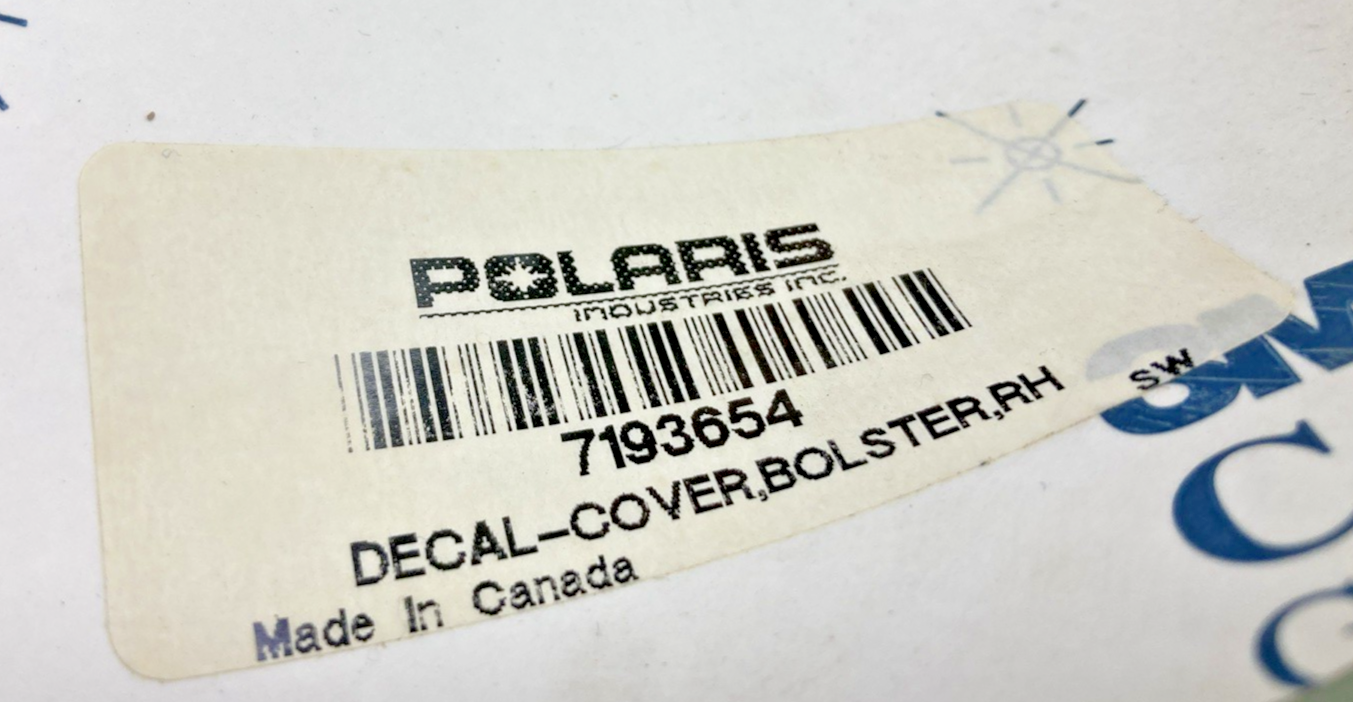 POLARIS
INDUSTRIES INC.
7193654
DECAL-COVER,BOLSTER,RH
SW
Made In Canada